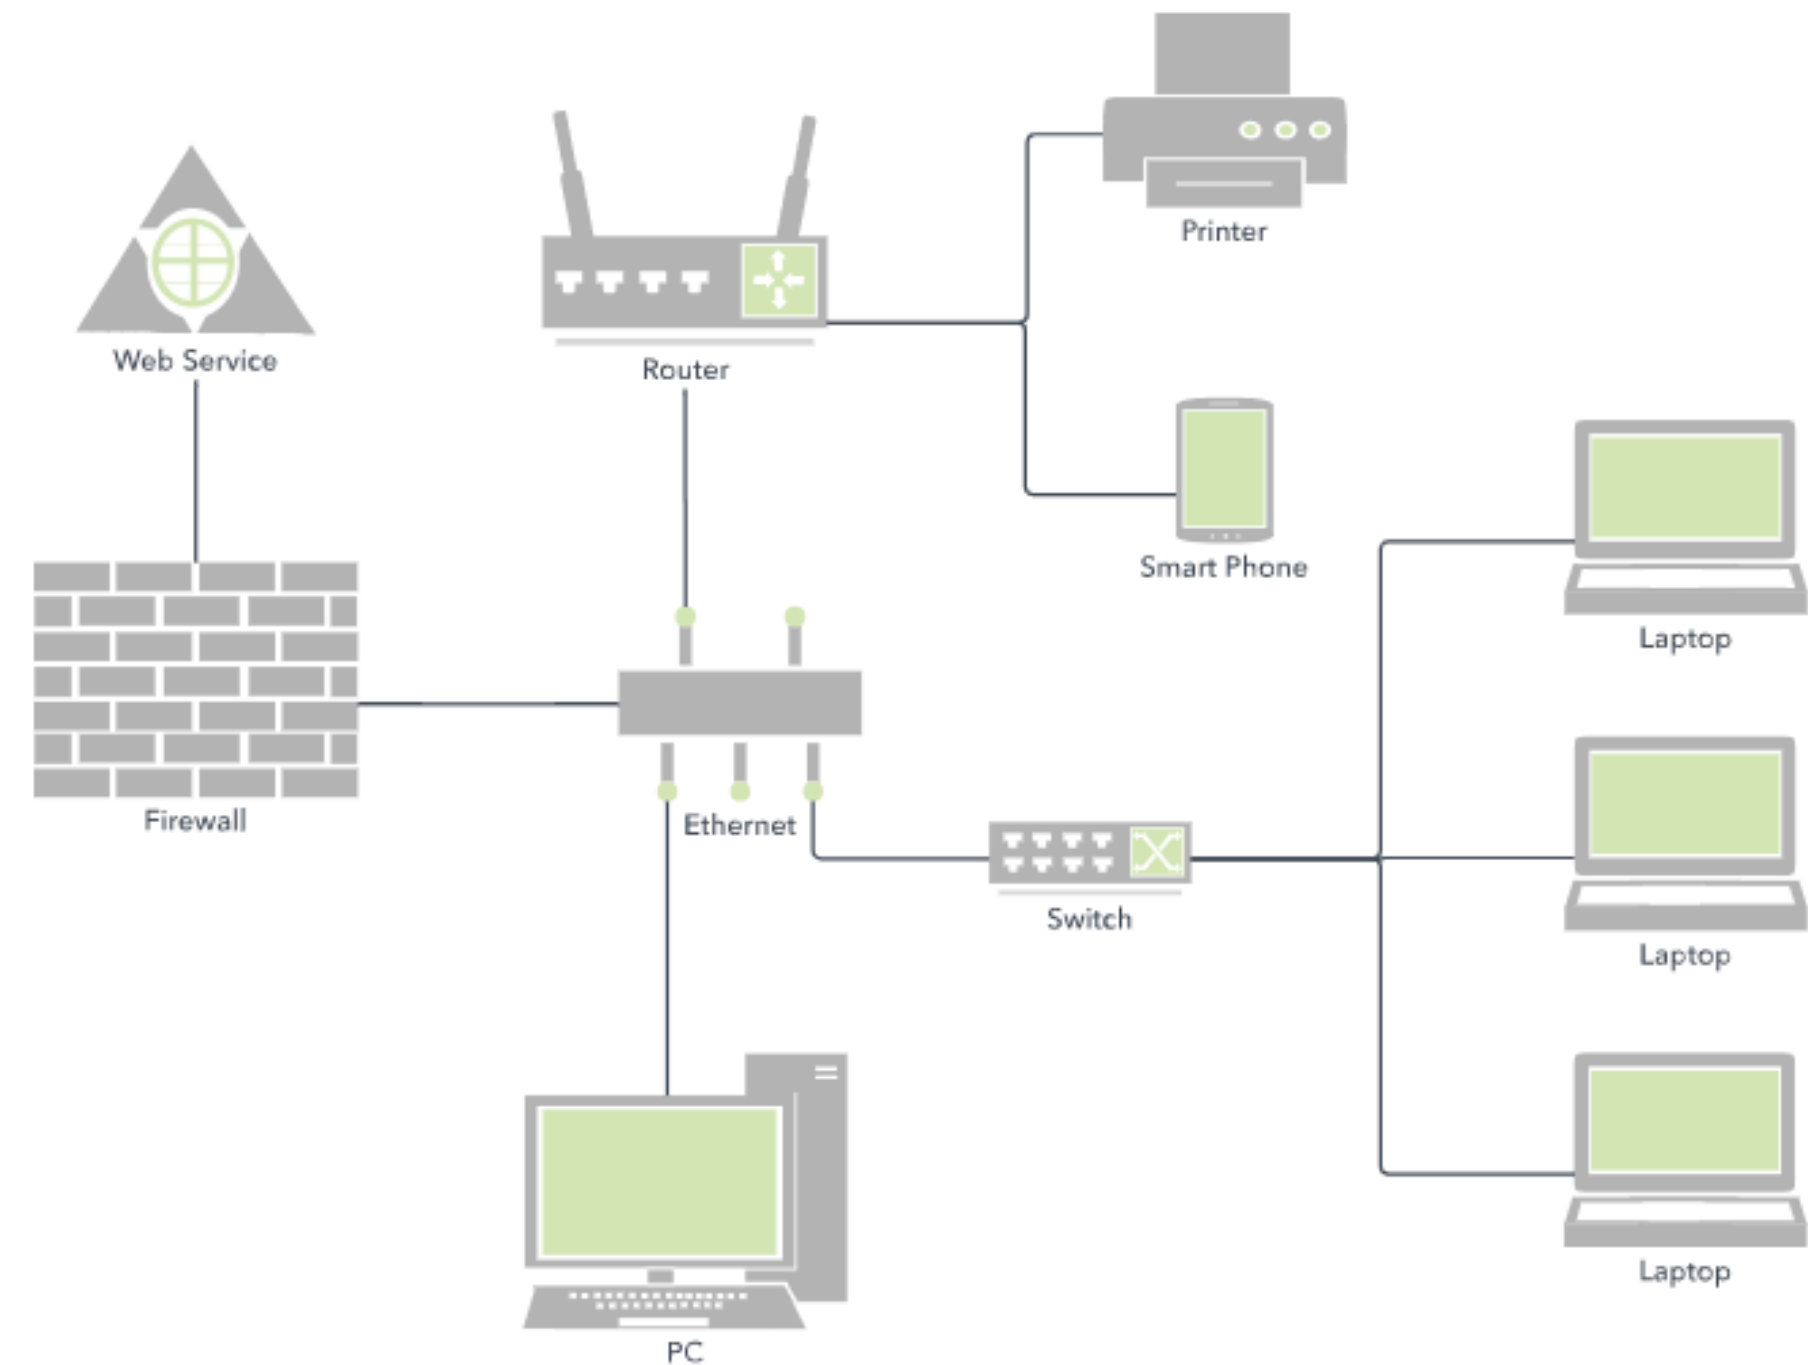 Printer
Web Service
Router
Smart Phone
Laptop
Firewall
Ethernet
Switch
Laptop
Laptop
PC